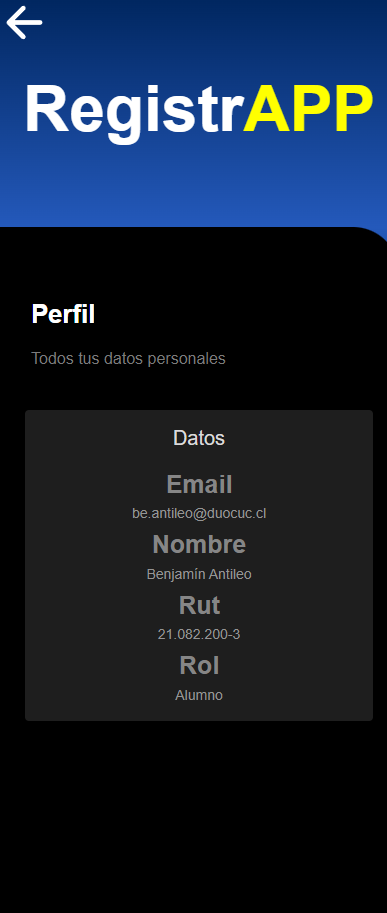 RegistrAPP
Perfil
Todos tus datos personales
Datos
Email
be.antileo@duocuc.cl
Nombre
Benjamín Antileo
Rut
21.082.200-3
Rol
Alumno